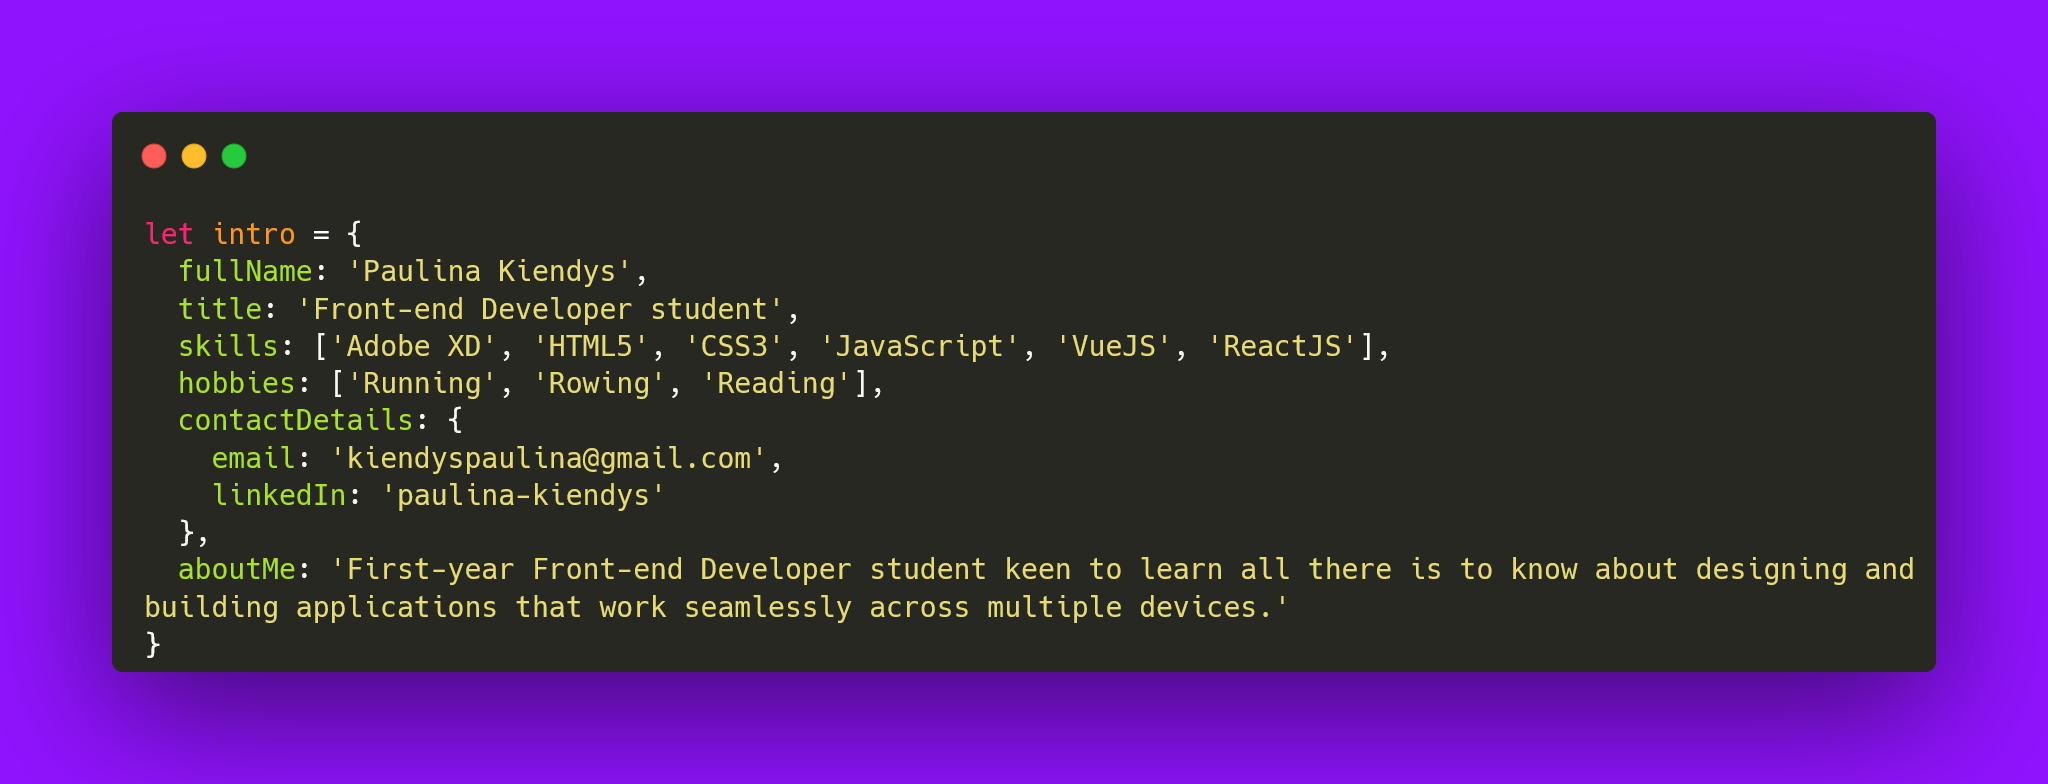 let intro = {
  fullName: 'Paulina Kiendys',
  title: 'Front-end Developer student',
  skills: ['Adobe XD', 'HTML5', 'CSS3', 'JavaScript', 'VueJS', 'ReactJS'],
  hobbies: ['Running', 'Rowing', 'Reading'],
  contactDetails: {
    email: 'kiendyspaulina@gmail.com',
    linkedIn: 'paulina-kiendys'
  },
  aboutMe: 'First-year Front-end Developer student keen to learn all there is to know about designing and
building applications that work seamlessly across multiple devices.'
}